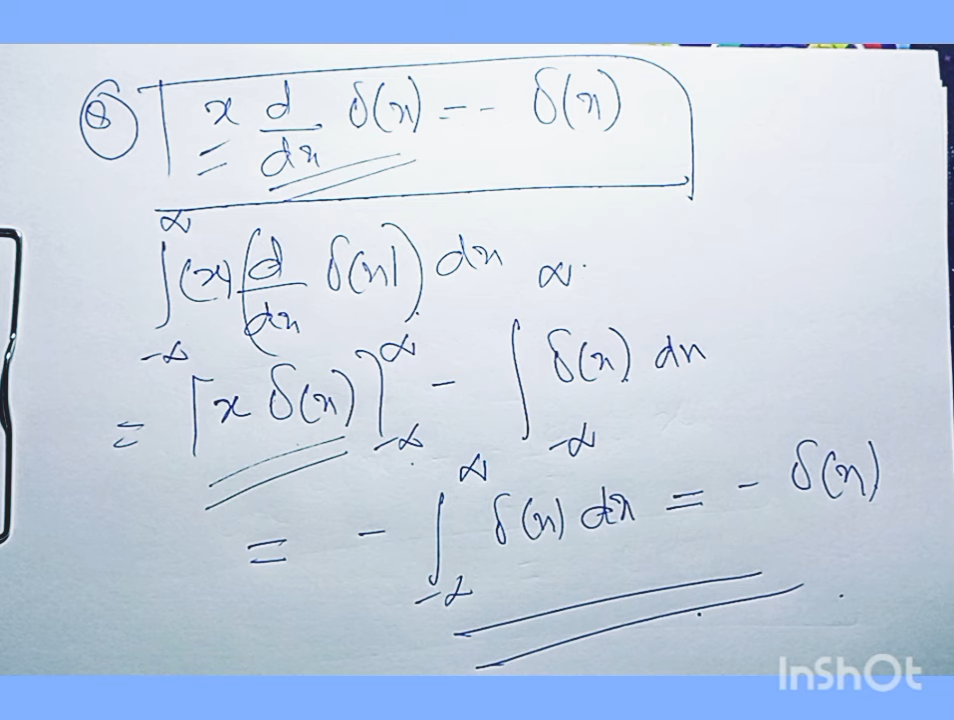 ⑧ x d/dx δ(x) = - δ(x)
∫_{-∞}^{∞} (x) (d/dx δ(x)) dx
= [x δ(x)]_{-∞}^{∞} - ∫_{-∞}^{∞} δ(x) dx
= - ∫_{-∞}^{∞} δ(x) dx = - δ(x)
InShOt